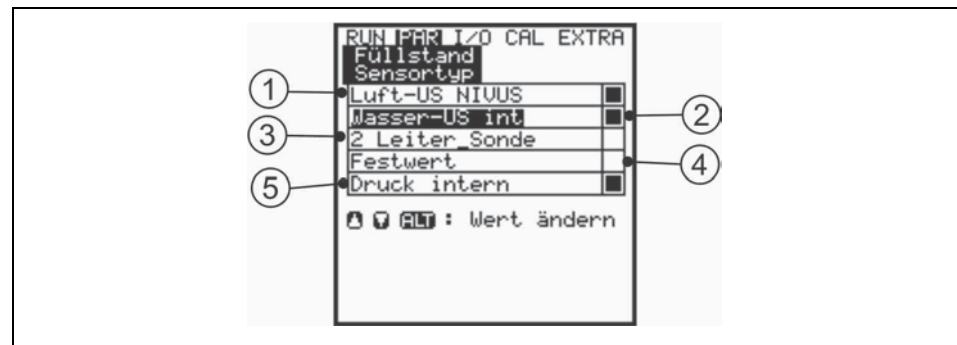 RUN PAR I/O CAL EXTRA
Füllstand
Sensortyp
1 Luft-US NIVUS
Wasser-US int 2
3 2 Leiter_Sonde
Festwert 4
5 Druck intern
ALT : Wert ändern